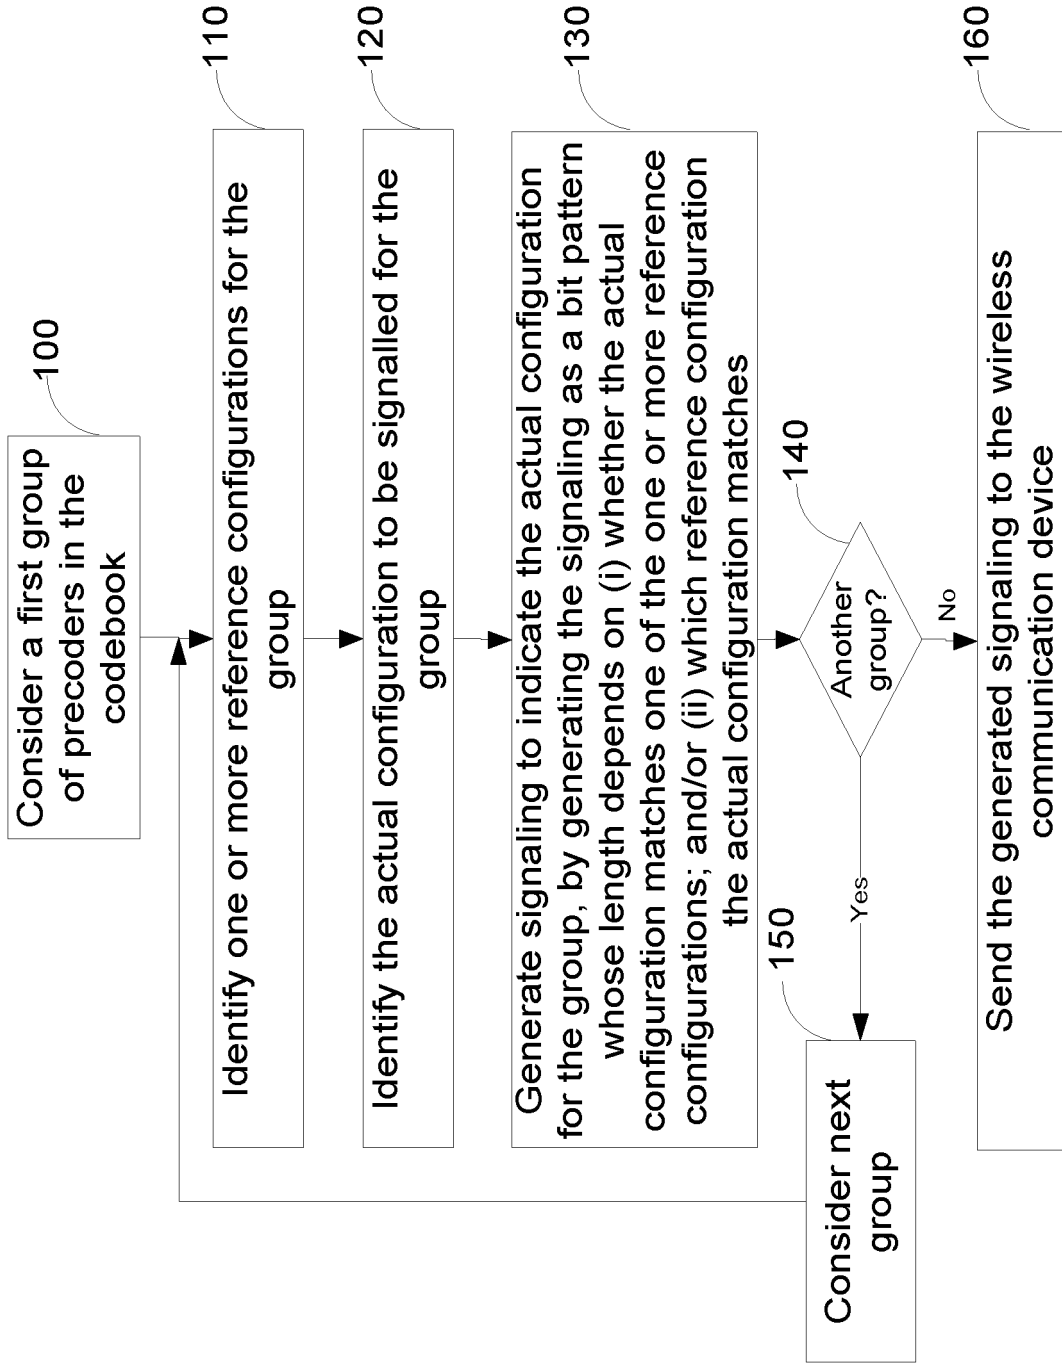 Consider a first group
of precoders in the
codebook
100
Identify one or more reference configurations for the
group
110
Identify the actual configuration to be signalled for the
group
120
Generate signaling to indicate the actual configuration
for the group, by generating the signaling as a bit pattern
whose length depends on (i) whether the actual
configuration matches one of the one or more reference
configurations; and/or (ii) which reference configuration
the actual configuration matches
130
Another
group?
140
Yes
No
Consider next
group
150
Send the generated signaling to the wireless
communication device
160